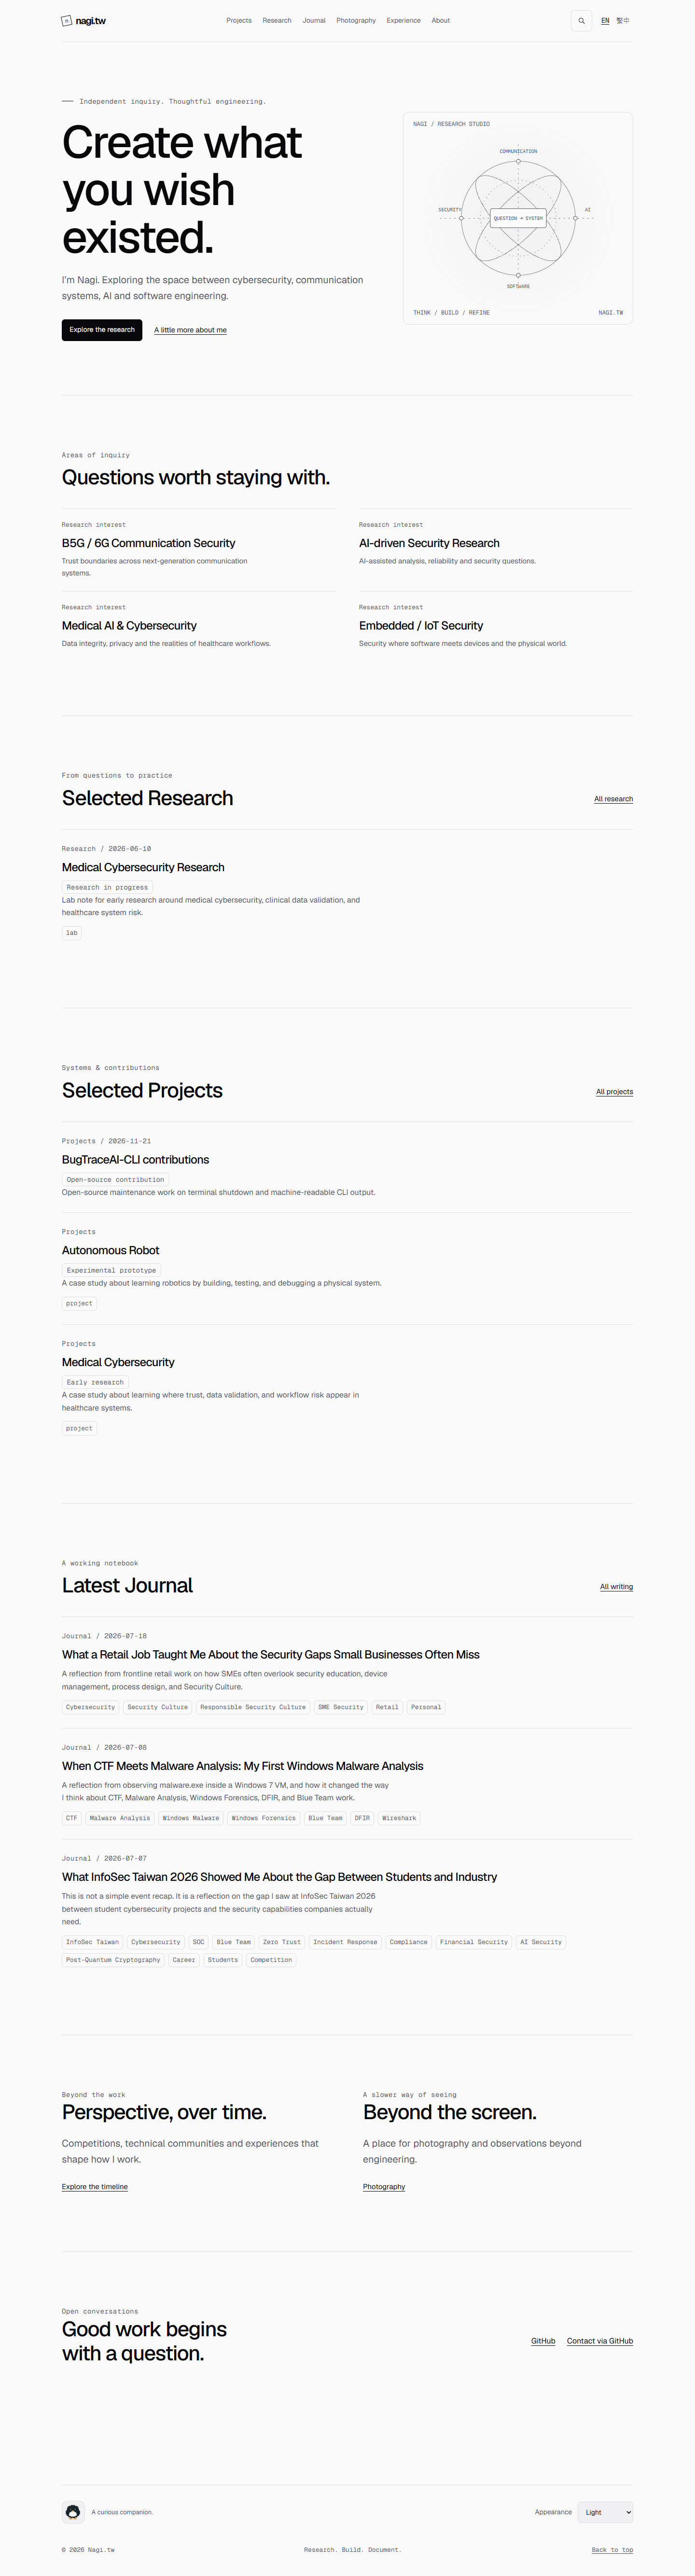 nagi.tw
Projects Research Journal Photography Experience About
EN 繁中
Independent inquiry. Thoughtful engineering.
Create what
you wish
existed.
I'm Nagi. Exploring the space between cybersecurity, communication
systems, AI and software engineering.
Explore the research A little more about me
NAGI / RESEARCH STUDIO
COMMUNICATION
SECURITY
AI
QUESTION → SYSTEM
SOFTWARE
THINK / BUILD / REFINE
NAGI.TW
Areas of inquiry
Questions worth staying with.
Research interest
B5G / 6G Communication Security
Trust boundaries across next-generation communication
systems.
Research interest
AI-driven Security Research
AI-assisted analysis, reliability and security questions.
Research interest
Medical AI & Cybersecurity
Data integrity, privacy and the realities of healthcare workflows.
Research interest
Embedded / IoT Security
Security where software meets devices and the physical world.
From questions to practice
Selected Research
All research
Research / 2026-06-10
Medical Cybersecurity Research
Research in progress
Lab note for early research around medical cybersecurity, clinical data validation, and
healthcare system risk.
lab
Systems & contributions
Selected Projects
All projects
Projects / 2026-11-21
BugTraceAI-CLI contributions
Open-source contribution
Open-source maintenance work on terminal shutdown and machine-readable CLI output.
Projects
Autonomous Robot
Experimental prototype
A case study about learning robotics by building, testing, and debugging a physical system.
project
Projects
Medical Cybersecurity
Early research
A case study about learning where trust, data validation, and workflow risk appear in
healthcare systems.
project
A working notebook
Latest Journal
All writing
Journal / 2026-07-18
What a Retail Job Taught Me About the Security Gaps Small Businesses Often Miss
A reflection from frontline retail work on how SMEs often overlook security education, device
management, process design, and Security Culture.
Cybersecurity Security Culture Responsible Security Culture SME Security Retail Personal
Journal / 2026-07-08
When CTF Meets Malware Analysis: My First Windows Malware Analysis
A reflection from observing malware.exe inside a Windows 7 VM, and how it changed the way
I think about CTF, Malware Analysis, Windows Forensics, DFIR, and Blue Team work.
CTF Malware Analysis Windows Malware Windows Forensics Blue Team DFIR Wireshark
Journal / 2026-07-07
What InfoSec Taiwan 2026 Showed Me About the Gap Between Students and Industry
This is not a simple event recap. It is a reflection on the gap I saw at InfoSec Taiwan 2026
between student cybersecurity projects and the security capabilities companies actually
need.
InfoSec Taiwan Cybersecurity SOC Blue Team Zero Trust Incident Response Compliance Financial Security AI Security
Post-Quantum Cryptography Career Students Competition
Beyond the work
Perspective, over time.
Competitions, technical communities and experiences that
shape how I work.
Explore the timeline
A slower way of seeing
Beyond the screen.
A place for photography and observations beyond
engineering.
Photography
Open conversations
Good work begins
with a question.
GitHub Contact via GitHub
A curious companion.
Appearance Light
© 2026 Nagi.tw
Research. Build. Document.
Back to top